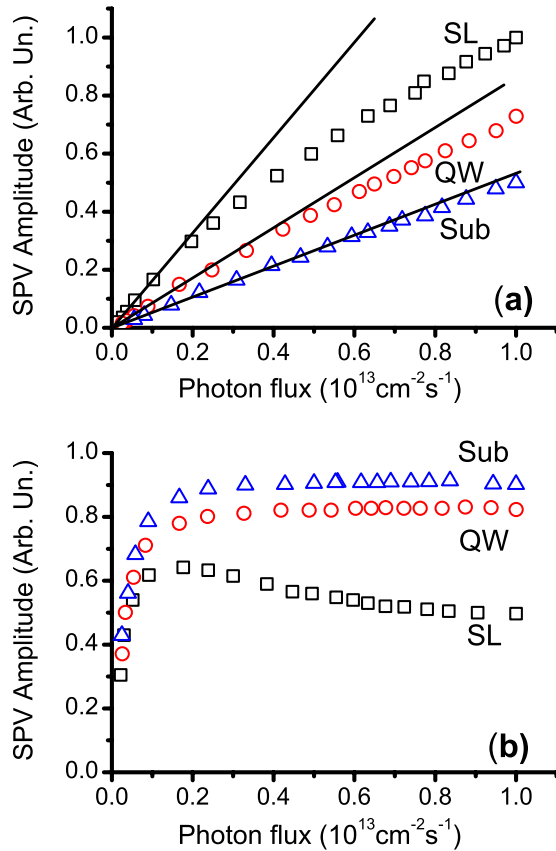 1.0
0.8
0.6
0.4
0.2
0.0
SPV Amplitude (Arb. Un.)
SL
QW
Sub
(a)
0.0 0.2 0.4 0.6 0.8 1.0
Photon flux (10¹³cm⁻²s⁻¹)
1.0
0.8
0.6
0.4
0.2
0.0
SPV Amplitude (Arb. Un.)
Sub
QW
SL
(b)
0.0 0.2 0.4 0.6 0.8 1.0
Photon flux (10¹³cm⁻²s⁻¹)